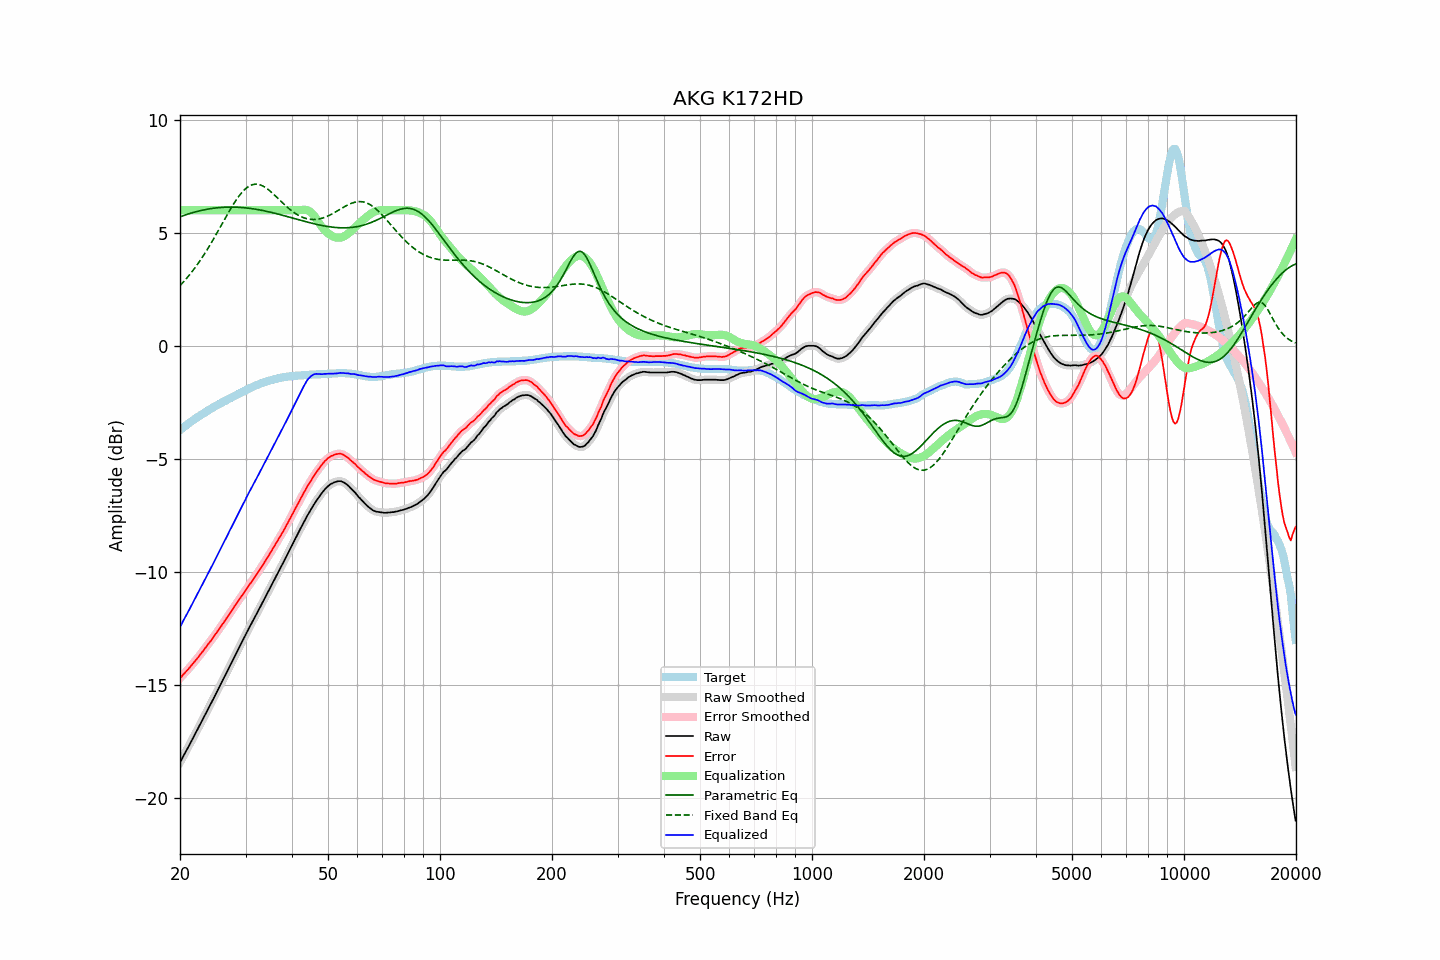 AKG K172HD
10
5
0
−5
−10
−15
−20
Amplitude (dBr)
20
50
100
200
500
1000
2000
5000
10000
20000
Frequency (Hz)
Target
Raw Smoothed
Error Smoothed
Raw
Error
Equalization
Parametric Eq
Fixed Band Eq
Equalized